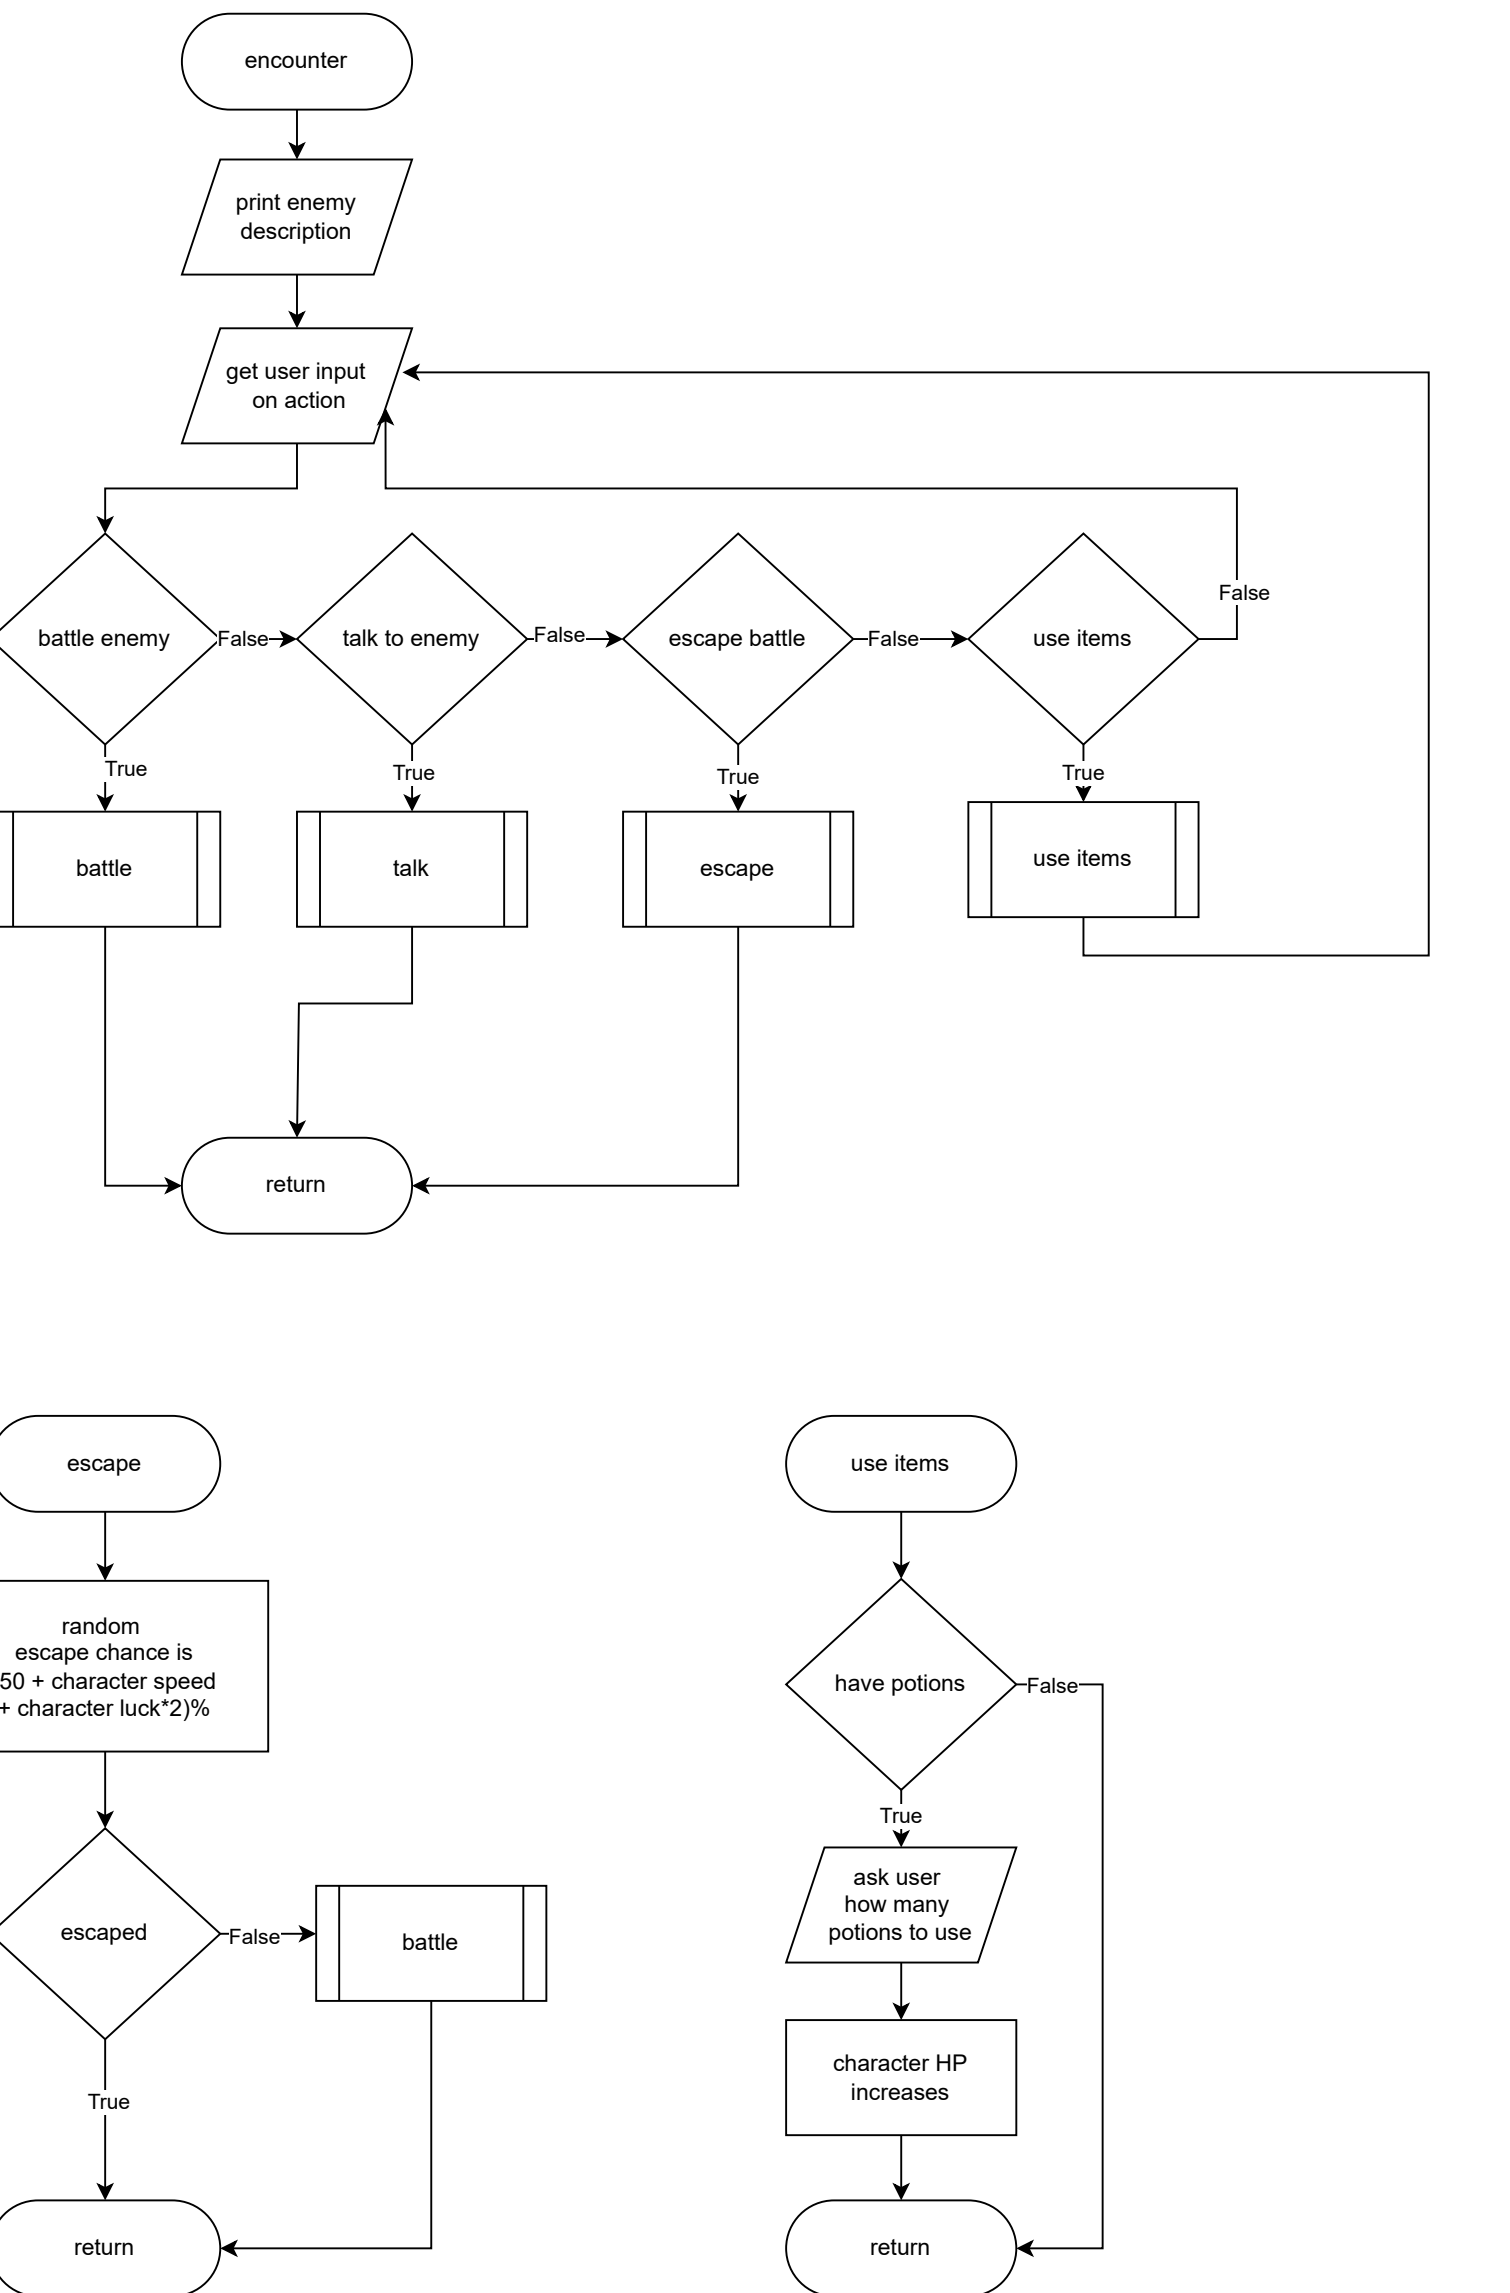 encounter
print enemy
description
get user input
on action
battle enemy
False
talk to enemy
False
escape battle
False
use items
False
True
True
True
True
battle
talk
escape
use items
return
escape
random
escape chance is
50 + character speed
+ character luck*2)%
escaped
False
battle
True
return
use items
have potions
False
True
ask user
how many
potions to use
character HP
increases
return